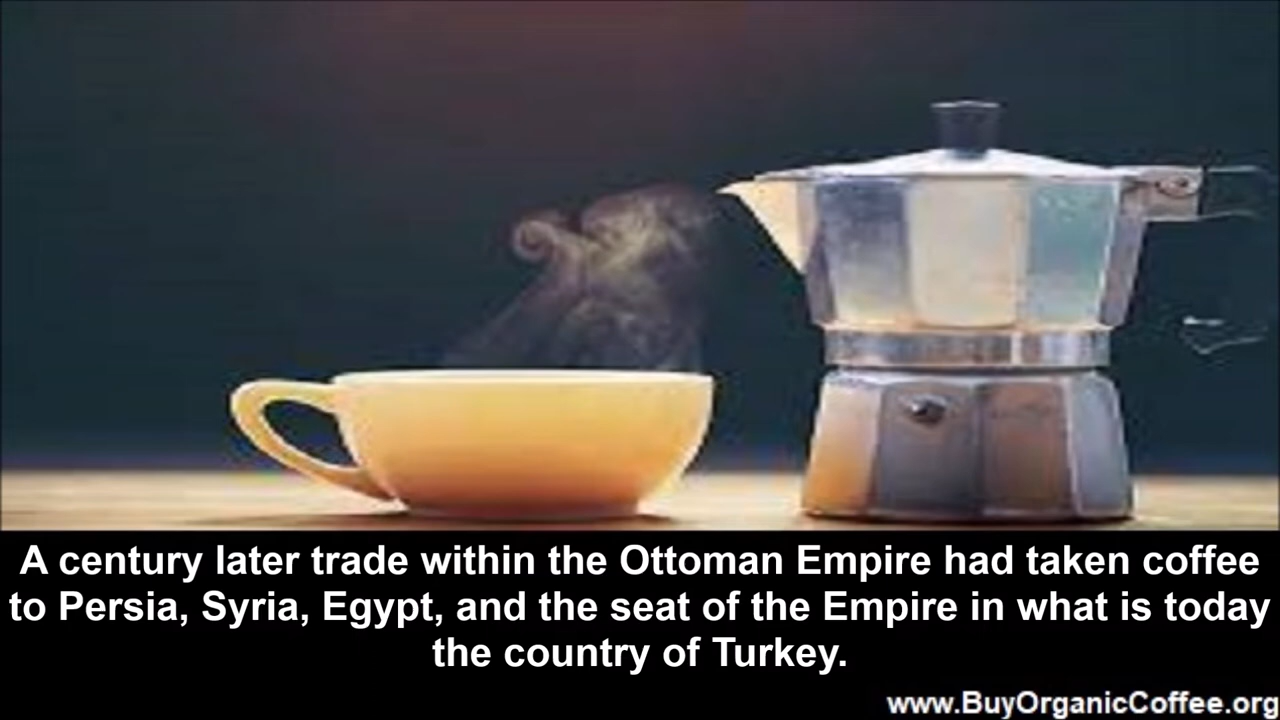 A century later trade within the Ottoman Empire had taken coffee
to Persia, Syria, Egypt, and the seat of the Empire in what is today
the country of Turkey.
www.BuyOrganicCoffee.org